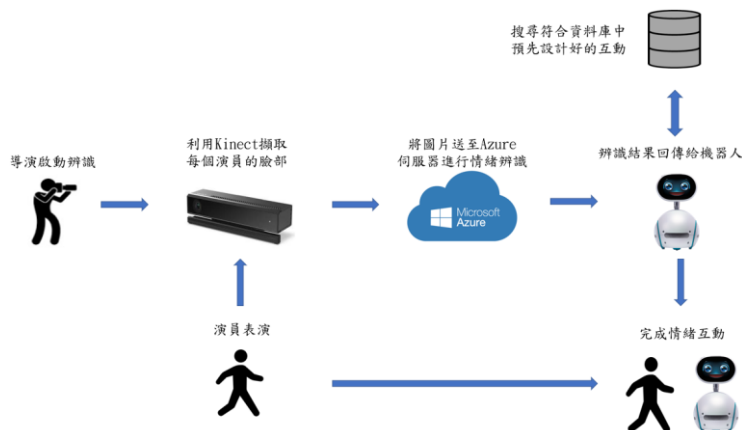 搜尋符合資料庫中
預先設計好的互動
導演啟動辨識
利用Kinect擷取
每個演員的臉部
將圖片送至Azure
伺服器進行情緒辨識
辨識結果回傳給機器人
Microsoft
Azure
演員表演
完成情緒互動